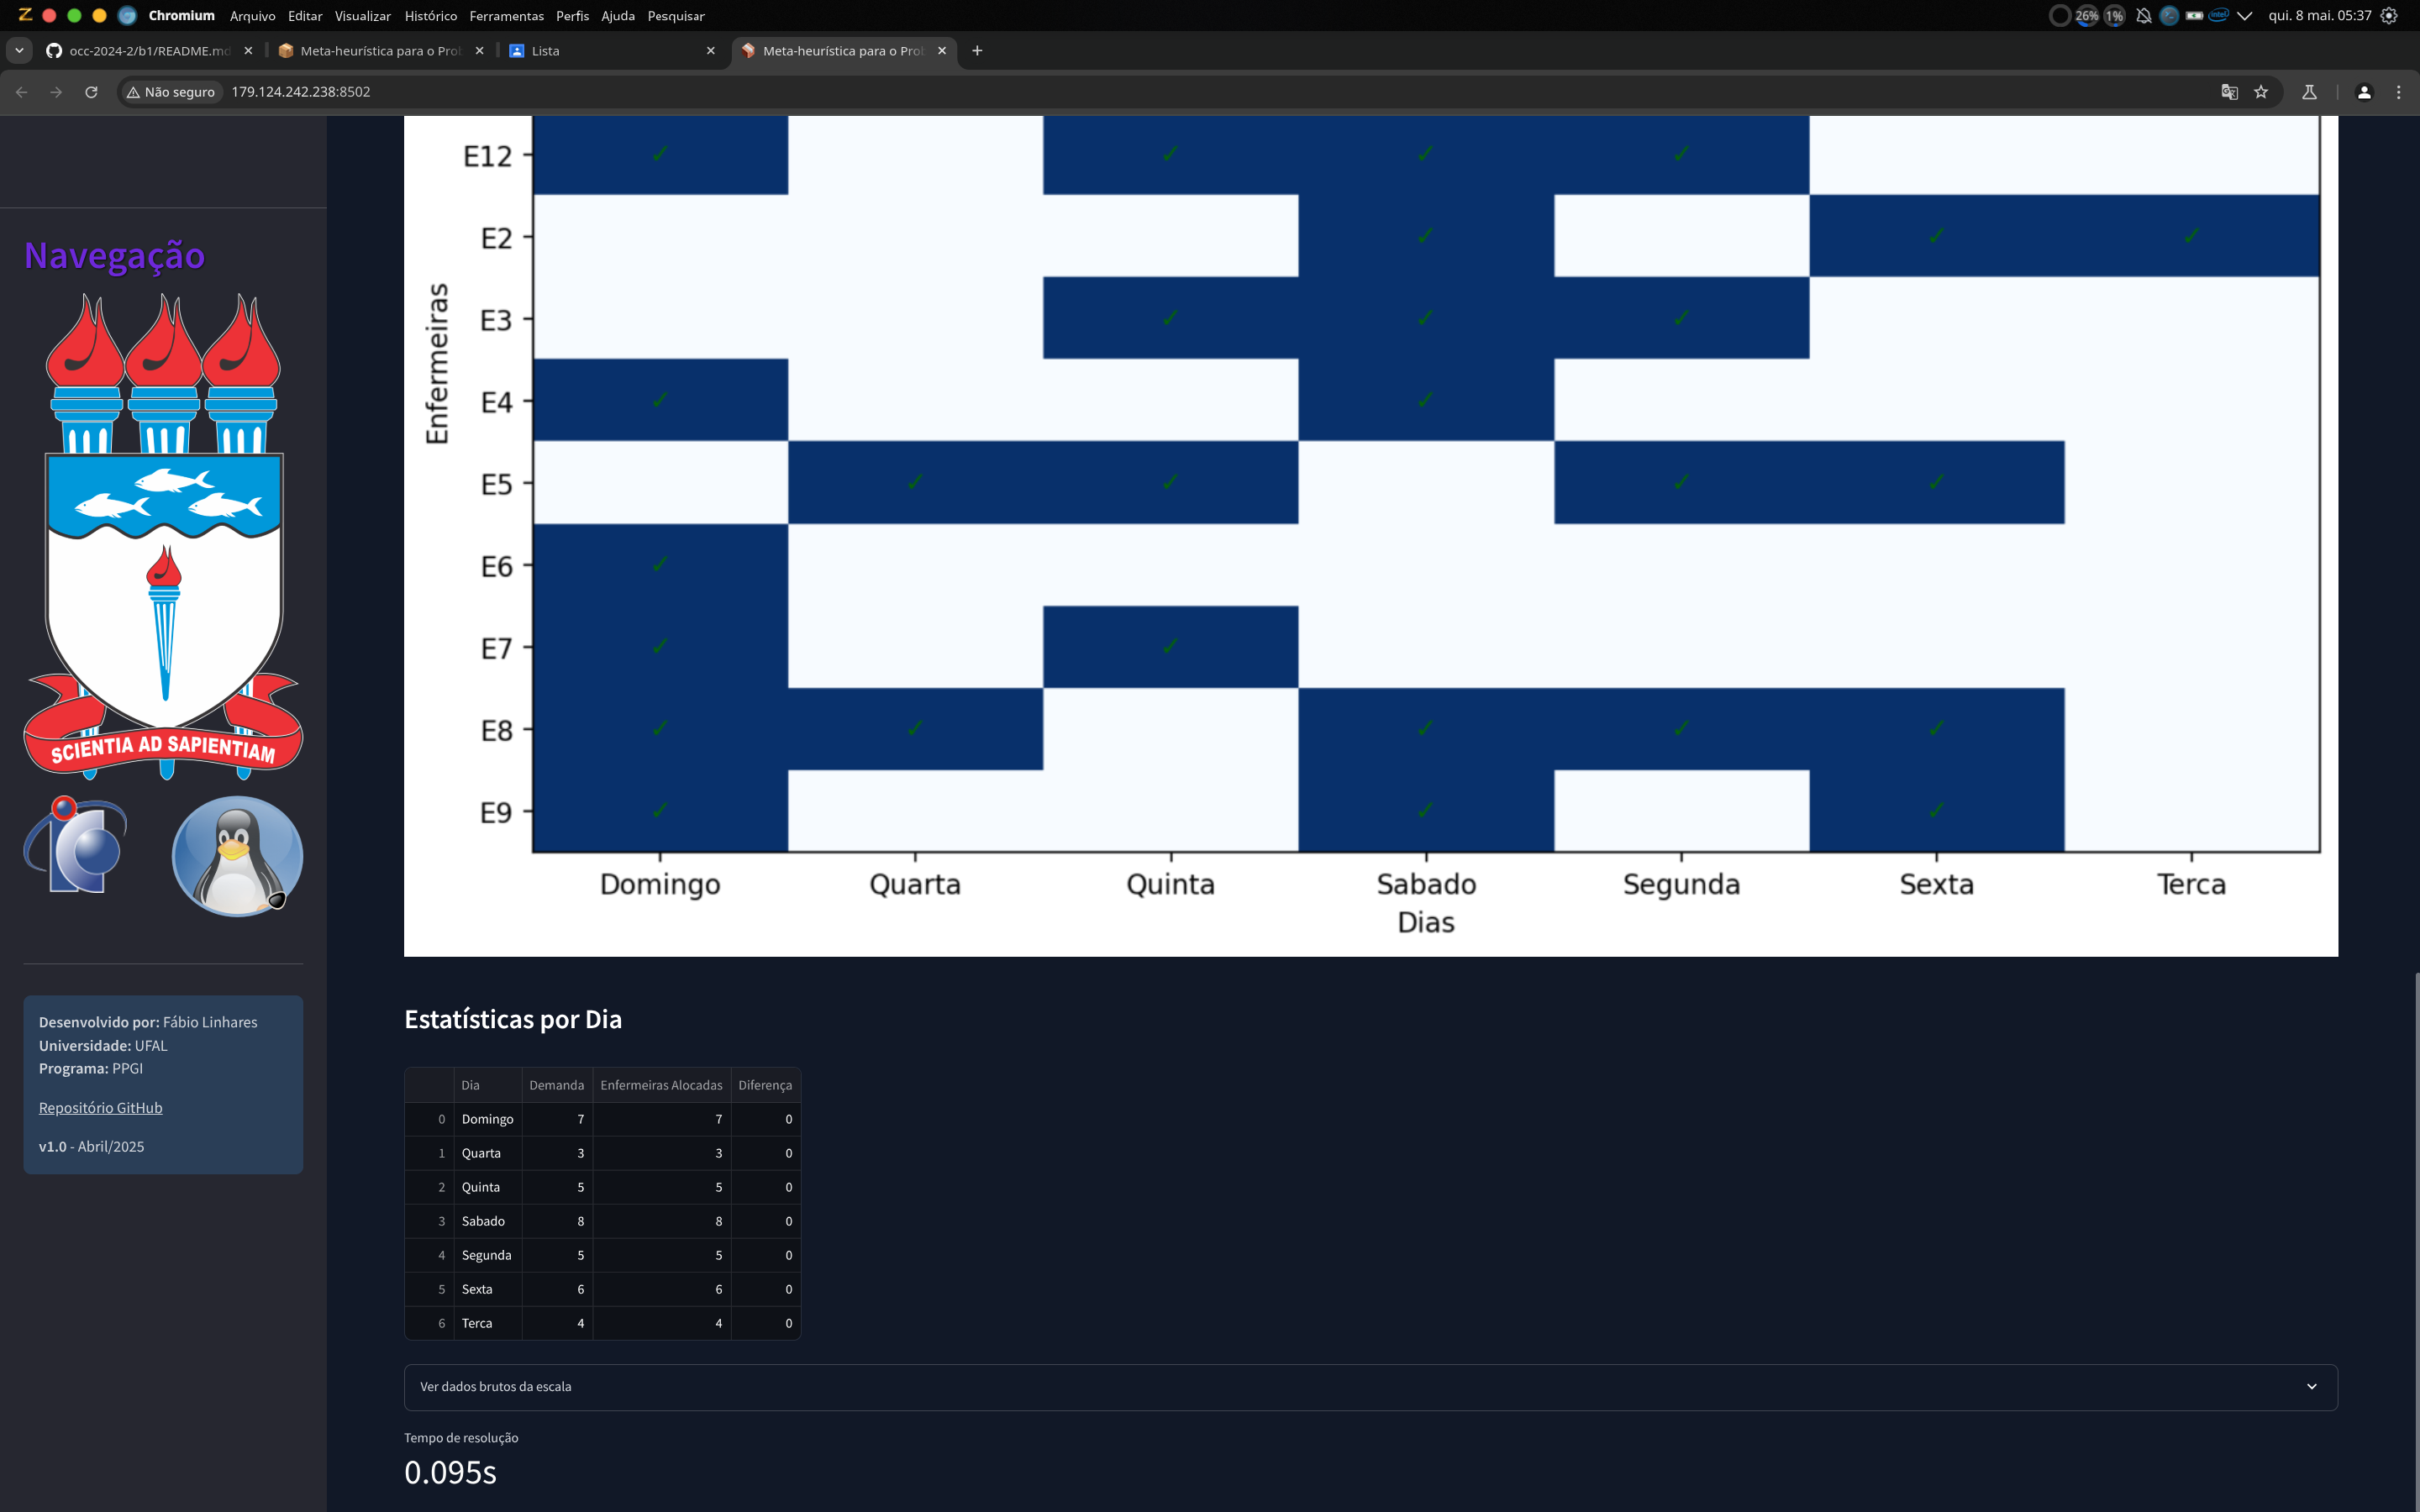 Chromium Arquivo Editar Visualizar Histórico Ferramentas Perfis Ajuda Pesquisar 26% 1% intel qui. 8 mai. 05:37
occ-2024-2/b1/README.md Meta-heurística para o Pro Lista Meta-heurística para o Pro
Não seguro 179.124.242.238:8502
Navegação
SCIENTIA AD SAPIENTIAM
Desenvolvido por: Fábio Linhares
Universidade: UFAL
Programa: PPGI
Repositório GitHub
v1.0 - Abril/2025
Enfermeiras
E12 ✓ ✓ ✓ ✓
E2 ✓ ✓ ✓
E3 ✓ ✓ ✓
E4 ✓ ✓
E5 ✓ ✓ ✓ ✓
E6 ✓
E7 ✓ ✓
E8 ✓ ✓ ✓ ✓ ✓
E9 ✓ ✓ ✓
Domingo Quarta Quinta Sabado Segunda Sexta Terca
Dias
Estatísticas por Dia
Dia Demanda Enfermeiras Alocadas Diferença
0 Domingo 7 7 0
1 Quarta 3 3 0
2 Quinta 5 5 0
3 Sabado 8 8 0
4 Segunda 5 5 0
5 Sexta 6 6 0
6 Terca 4 4 0
Ver dados brutos da escala
Tempo de resolução
0.095s